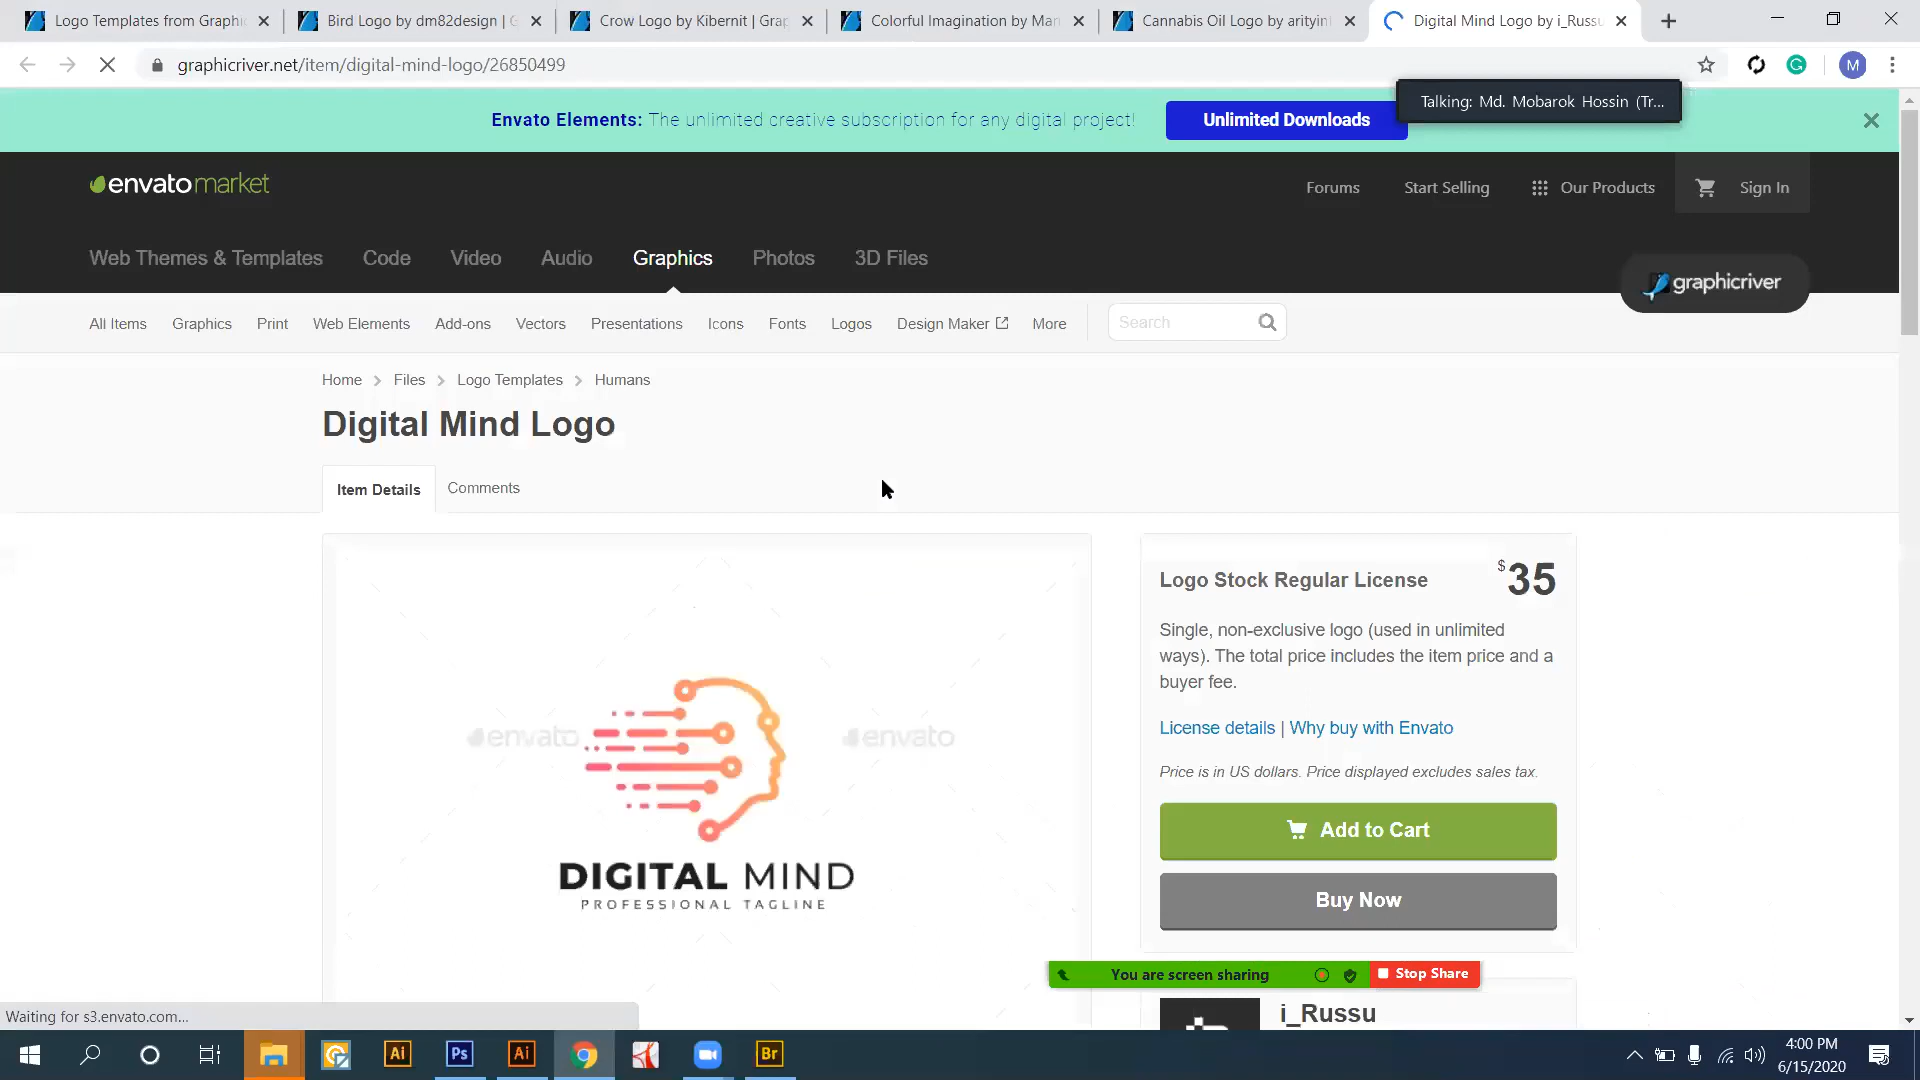 Logo Templates from Graphic
Bird Logo by dm82design | G
Crow Logo by Kibernit | Grap
Colorful Imagination by Man
Cannabis Oil Logo by arityin
Digital Mind Logo by i_Russu
graphicriver.net/item/digital-mind-logo/26850499
M
Talking: Md. Mobarok Hossin (Tr...
Envato Elements: The unlimited creative subscription for any digital project!
Unlimited Downloads
envatomarket
Forums
Start Selling
Our Products
Sign In
Web Themes & Templates
Code
Video
Audio
Graphics
Photos
3D Files
graphicriver
All Items
Graphics
Print
Web Elements
Add-ons
Vectors
Presentations
Icons
Fonts
Logos
Design Maker
More
Search
Home
Files
Logo Templates
Humans
Digital Mind Logo
Item Details
Comments
envato
envato
DIGITAL MIND
PROFESSIONAL TAGLINE
Logo Stock Regular License
$35
Single, non-exclusive logo (used in unlimited
ways). The total price includes the item price and a
buyer fee.
License details | Why buy with Envato
Price is in US dollars. Price displayed excludes sales tax.
Add to Cart
Buy Now
You are screen sharing
Stop Share
i_Russu
Waiting for s3.envato.com...
Ai
Ps
Ai
Br
4:00 PM
6/15/2020